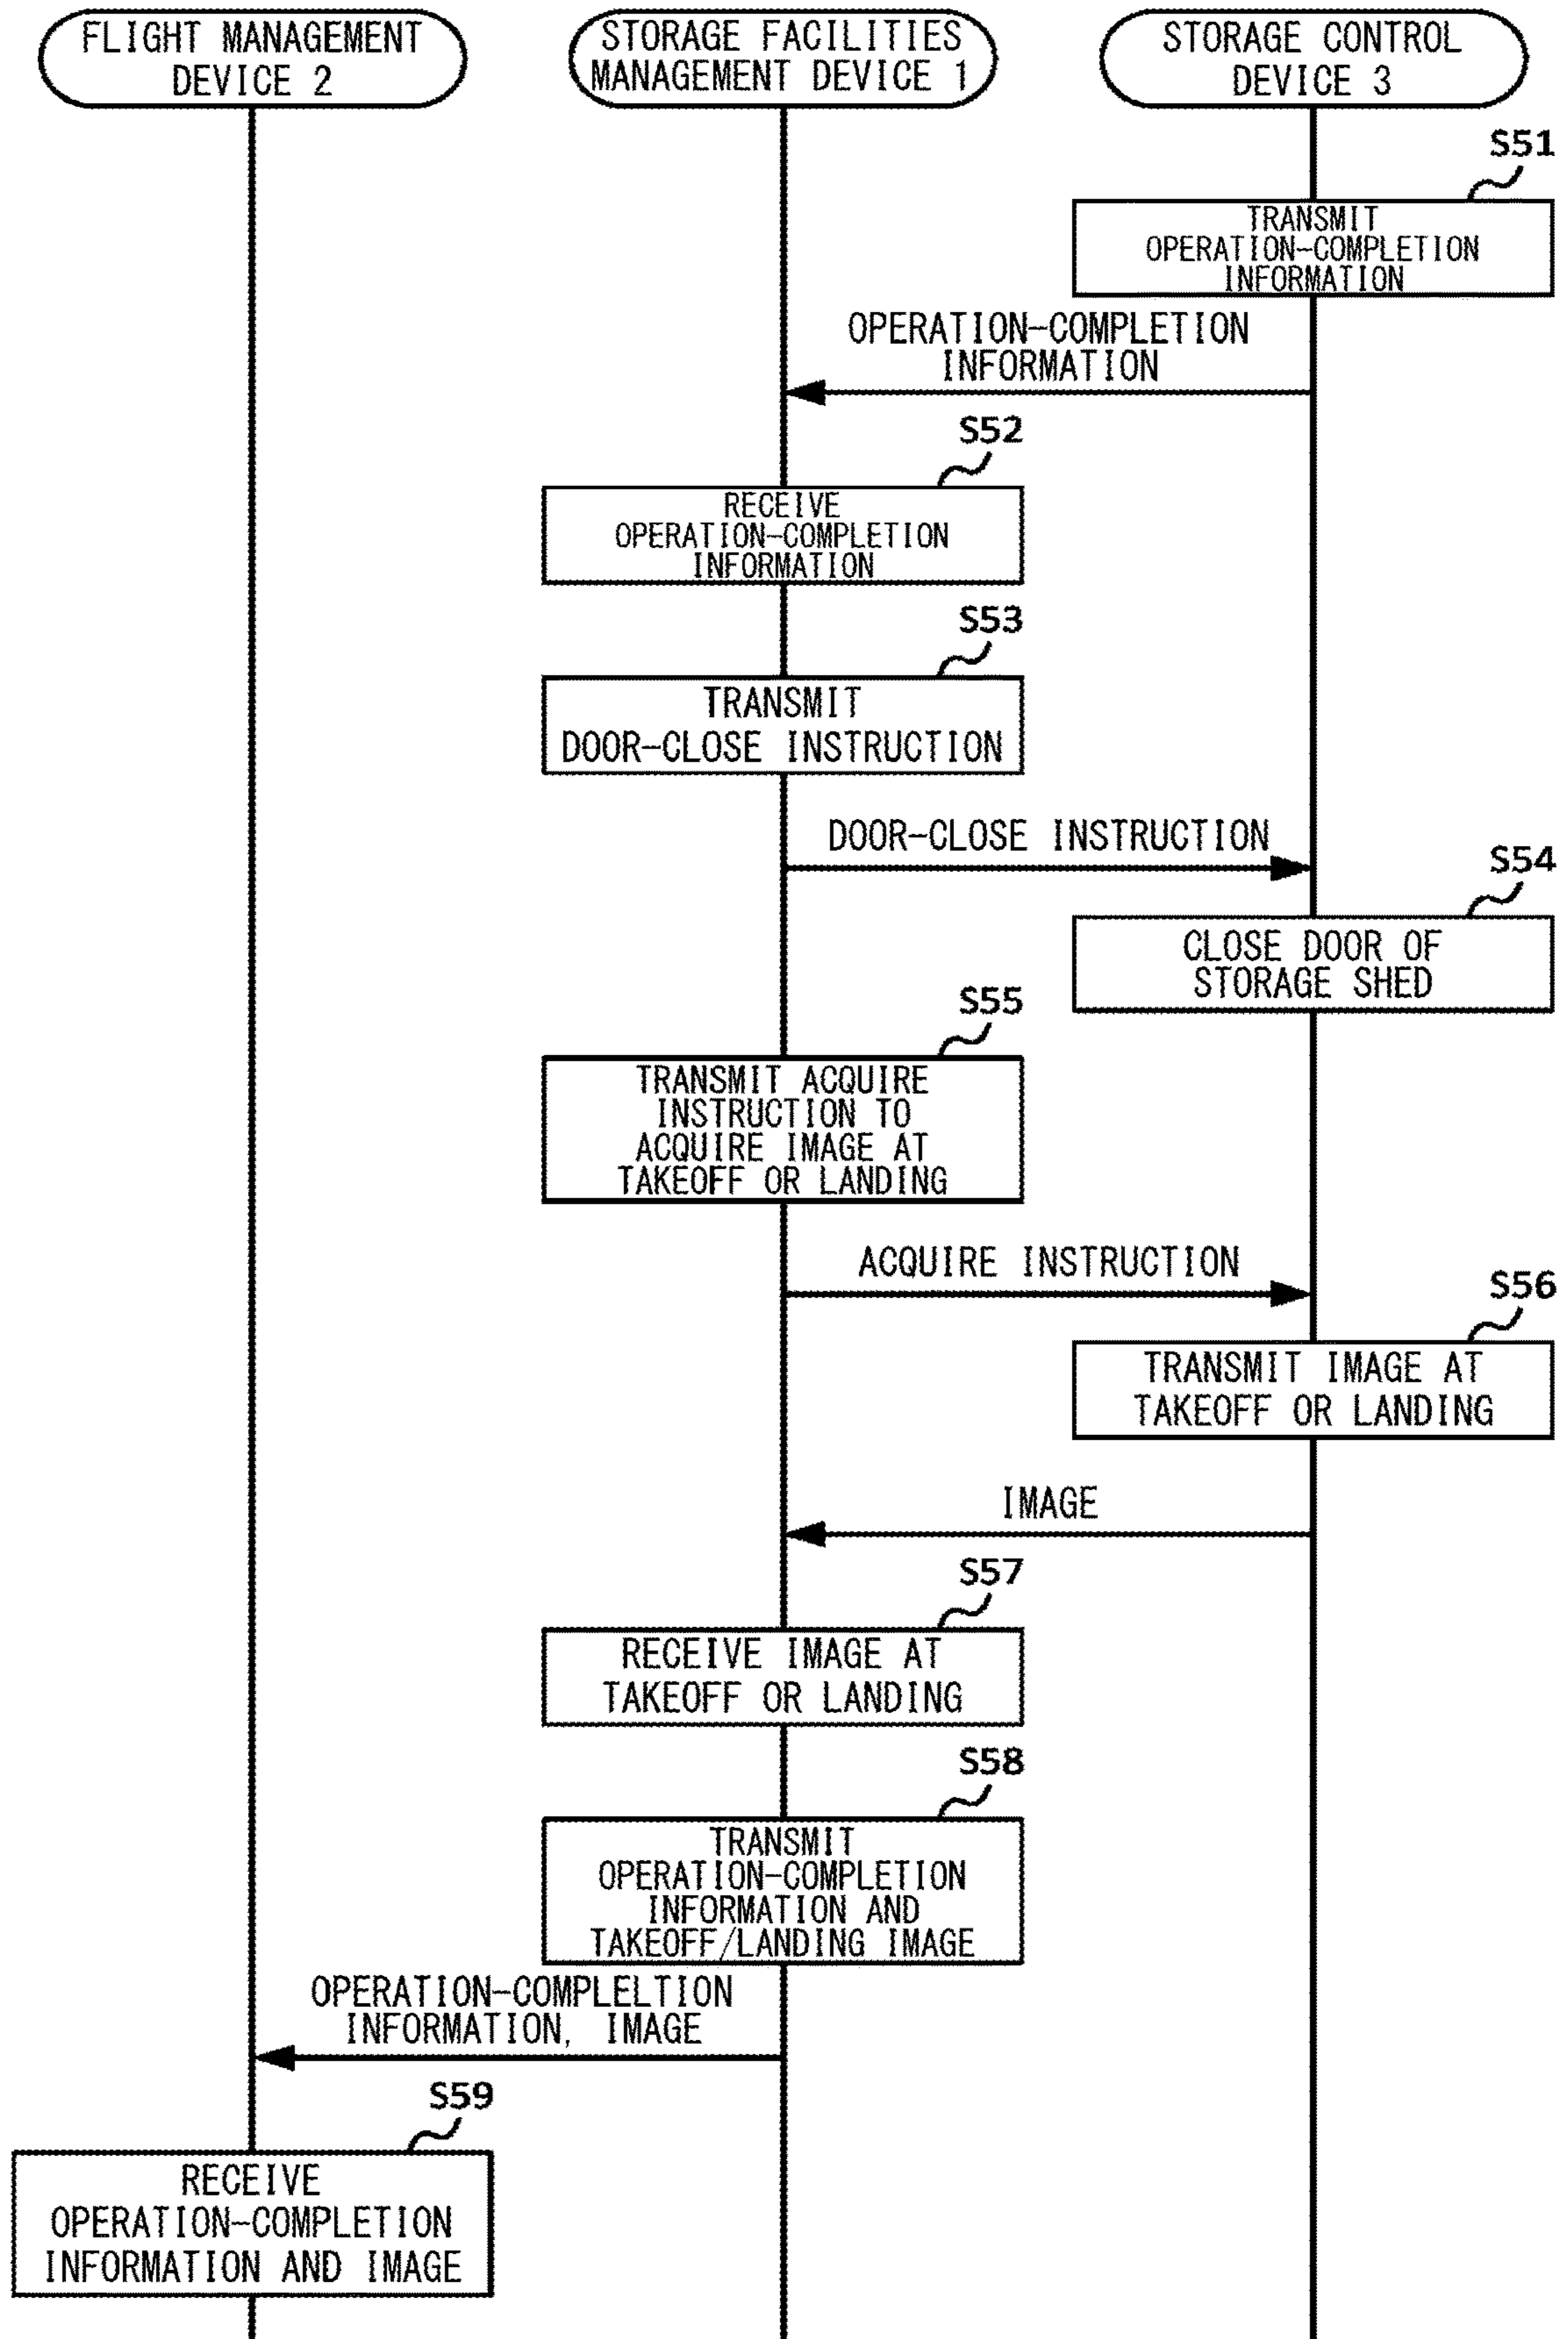 FLIGHT MANAGEMENT
DEVICE 2
STORAGE FACILITIES
MANAGEMENT DEVICE 1
STORAGE CONTROL
DEVICE 3
S51
TRANSMIT
OPERATION-COMPLETION
INFORMATION
OPERATION-COMPLETION
INFORMATION
S52
RECEIVE
OPERATION-COMPLETION
INFORMATION
S53
TRANSMIT
DOOR-CLOSE INSTRUCTION
DOOR-CLOSE INSTRUCTION
S54
CLOSE DOOR OF
STORAGE SHED
S55
TRANSMIT ACQUIRE
INSTRUCTION TO
ACQUIRE IMAGE AT
TAKEOFF OR LANDING
ACQUIRE INSTRUCTION
S56
TRANSMIT IMAGE AT
TAKEOFF OR LANDING
IMAGE
S57
RECEIVE IMAGE AT
TAKEOFF OR LANDING
S58
TRANSMIT
OPERATION-COMPLETION
INFORMATION AND
TAKEOFF/LANDING IMAGE
OPERATION-COMPLELTION
INFORMATION, IMAGE
S59
RECEIVE
OPERATION-COMPLETION
INFORMATION AND IMAGE